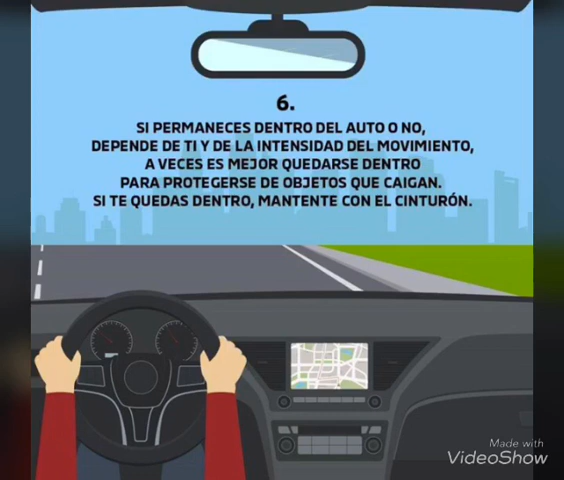 6.
SI PERMANECES DENTRO DEL AUTO O NO,
DEPENDE DE TI Y DE LA INTENSIDAD DEL MOVIMIENTO,
A VECES ES MEJOR QUEDARSE DENTRO
PARA PROTEGERSE DE OBJETOS QUE CAIGAN.
SI TE QUEDAS DENTRO, MANTENTE CON EL CINTURÓN.
Made with
VideoShow